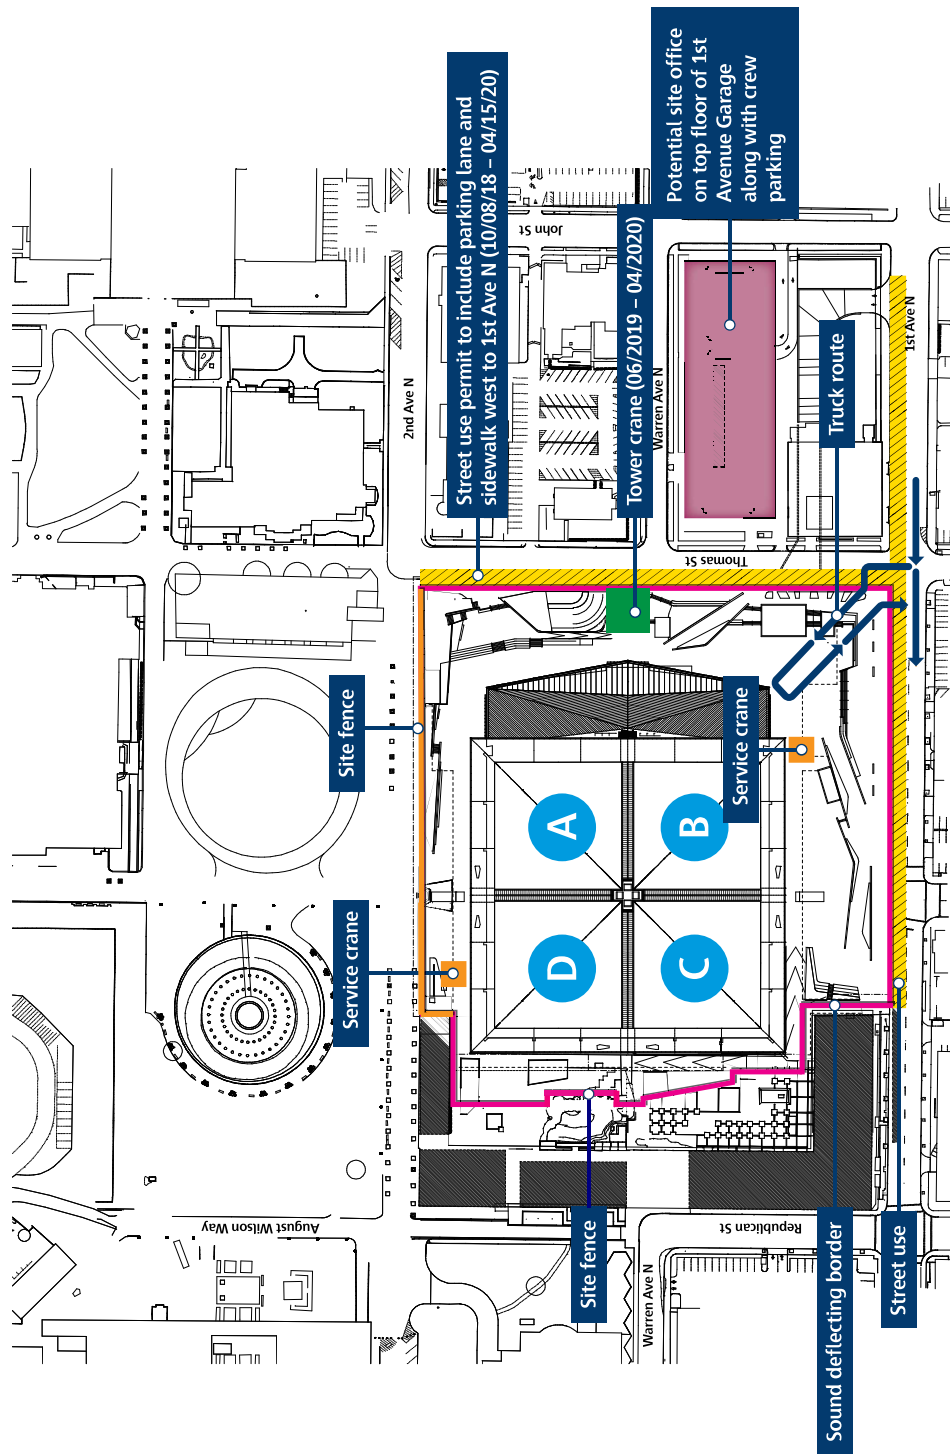 Street use permit to include parking lane and
sidewalk west to 1st Ave N (10/08/18 – 04/15/20)
Potential site office
on top floor of 1st
Avenue Garage
along with crew
parking
Tower crane (06/2019 – 04/2020)
Truck route
John St
2nd Ave N
Warren Ave N
1st Ave N
Thomas St
Site fence
Service crane
Service crane
A
B
D
C
August Wilson Way
Republican St
Warren Ave N
Site fence
Sound deflecting border
Street use